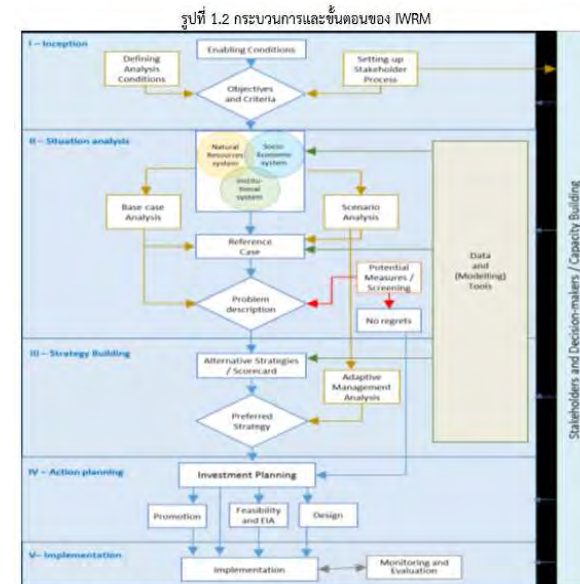 รูปที่ 1.2 กระบวนการและขั้นตอนของ IWRM
I – Inception
Enabling Conditions
Defining
Analysis
Conditions
Setting-up
Stakeholder
Process
Objectives
and Criteria
II – Situation analysis
Natural
Resources
system
Socio
Economic
system
Institu-
tional
system
Base case
Analysis
Scenario
Analysis
Reference
Case
Data
and
(Modelling)
Tools
Potential
Measures /
Screening
Problem
description
No regrets
III – Strategy Building
Alternative Strategies
/ Scorecard
Adaptive
Management
Analysis
Preferred
Strategy
IV – Action planning
Investment Planning
Promotion
Feasibility
and EIA
Design
V– Implementation
Implementation
Monitoring and
Evaluation
Stakeholders and Decision-makers / Capacity Building